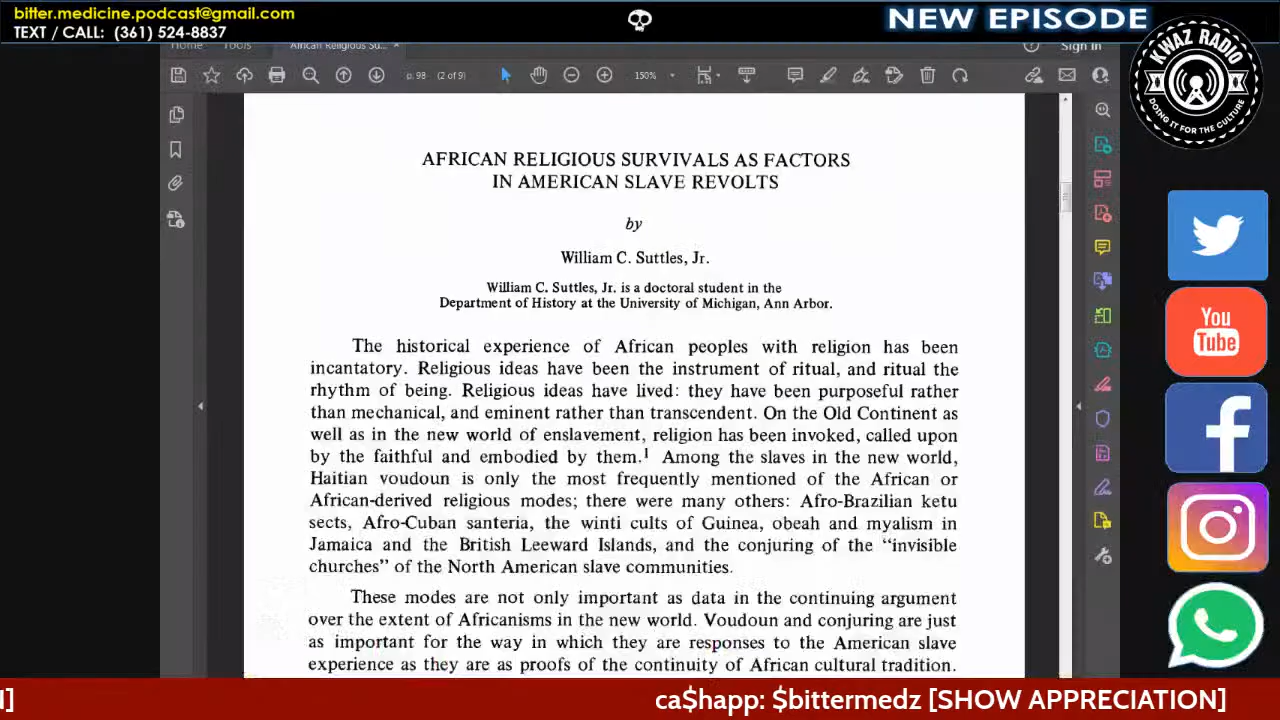 bitter.medicine.podcast@gmail.com
TEXT / CALL: (361) 524-8837
NEW EPISODE
KWAZ RADIO
DOING IT FOR THE CULTURE
Home Tools African Religious Su... × Sign In
p. 98 (2 of 9) 150%
AFRICAN RELIGIOUS SURVIVALS AS FACTORS
IN AMERICAN SLAVE REVOLTS
by
William C. Suttles, Jr.
William C. Suttles, Jr. is a doctoral student in the
Department of History at the University of Michigan, Ann Arbor.
The historical experience of African peoples with religion has been
incantatory. Religious ideas have been the instrument of ritual, and ritual the
rhythm of being. Religious ideas have lived: they have been purposeful rather
than mechanical, and eminent rather than transcendent. On the Old Continent as
well as in the new world of enslavement, religion has been invoked, called upon
by the faithful and embodied by them.¹ Among the slaves in the new world,
Haitian voudoun is only the most frequently mentioned of the African or
African-derived religious modes; there were many others: Afro-Brazilian ketu
sects, Afro-Cuban santeria, the winti cults of Guinea, obeah and myalism in
Jamaica and the British Leeward Islands, and the conjuring of the “invisible
churches” of the North American slave communities.
These modes are not only important as data in the continuing argument
over the extent of Africanisms in the new world. Voudoun and conjuring are just
as important for the way in which they are responses to the American slave
experience as they are as proofs of the continuity of African cultural tradition.
You
Tube
] ca$happ: $bittermedz [SHOW APPRECIATION]